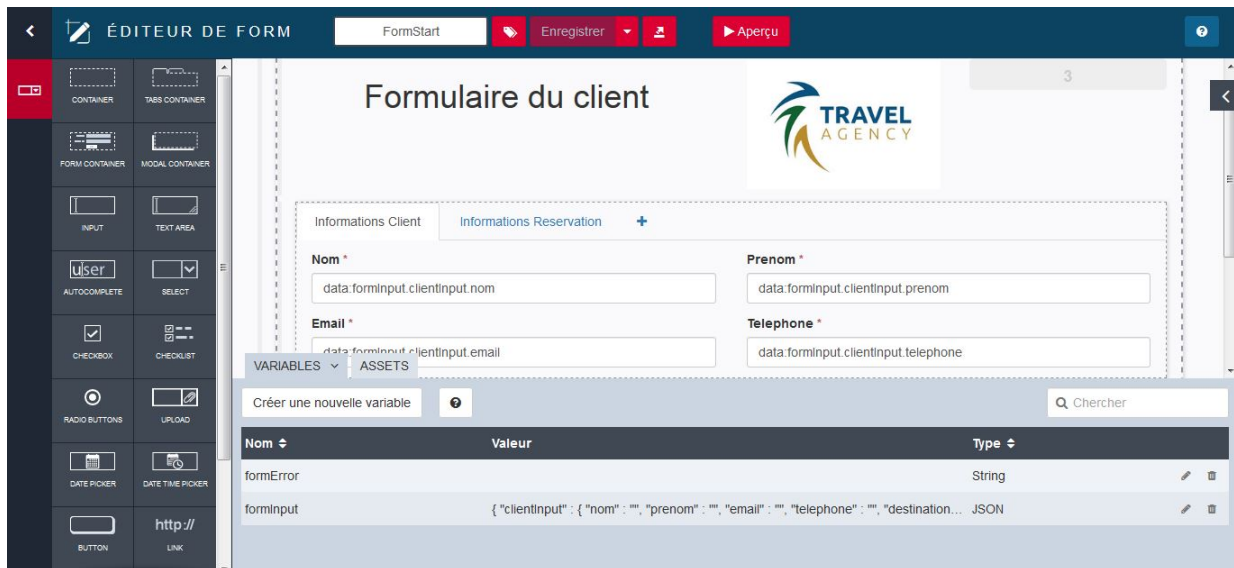 ÉDITEUR DE FORM
FormStart
Enregistrer
Aperçu
CONTAINER
TABS CONTAINER
FORM CONTAINER
MODAL CONTAINER
INPUT
TEXT AREA
user
AUTOCOMPLETE
SELECT
CHECKBOX
CHECKLIST
RADIO BUTTONS
UPLOAD
DATE PICKER
DATE TIME PICKER
BUTTON
http://
LINK
Formulaire du client
TRAVEL
AGENCY
3
Informations Client
Informations Reservation
+
Nom *
Prenom *
data:formInput.clientInput.nom
data:formInput.clientInput.prenom
Email *
Telephone *
data:formInput.clientInput.email
data:formInput.clientInput.telephone
VARIABLES
ASSETS
Créer une nouvelle variable
Chercher
Nom
Valeur
Type
formError
String
formInput
{ "clientInput" : { "nom" : "", "prenom" : "", "email" : "", "telephone" : "", "destination...
JSON